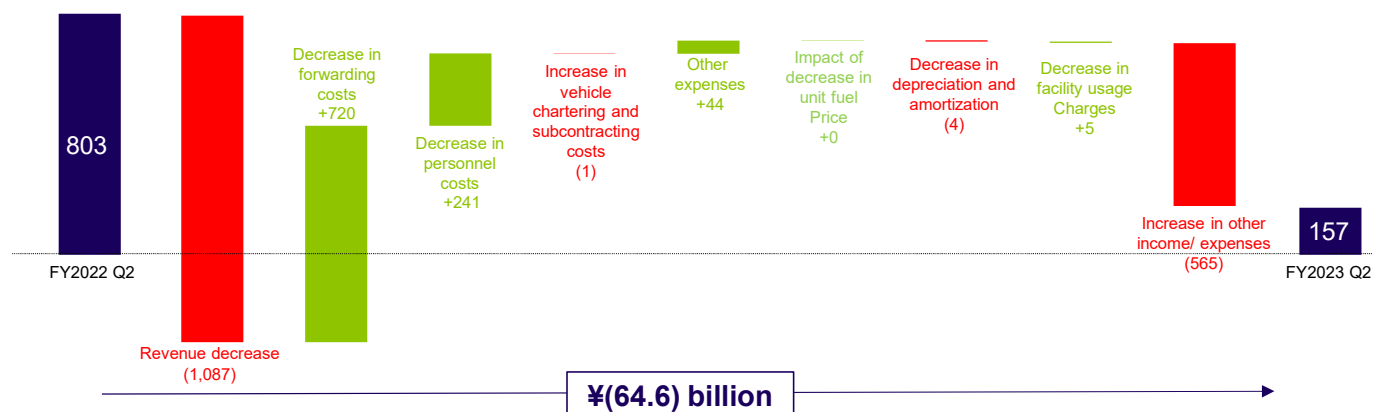 803
FY2022 Q2
Revenue decrease
(1,087)
Decrease in
forwarding
costs
+720
Decrease in
personnel
costs
+241
Increase in
vehicle
chartering and
subcontracting
costs
(1)
Other
expenses
+44
Impact of
decrease in
unit fuel
Price
+0
Decrease in
depreciation and
amortization
(4)
Decrease in
facility usage
Charges
+5
Increase in other
income/ expenses
(565)
157
FY2023 Q2
¥(64.6) billion